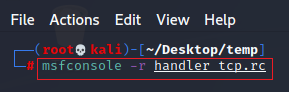 File Actions Edit View Help
(root💀kali)-[~/Desktop/temp]
# msfconsole -r handler_tcp.rc